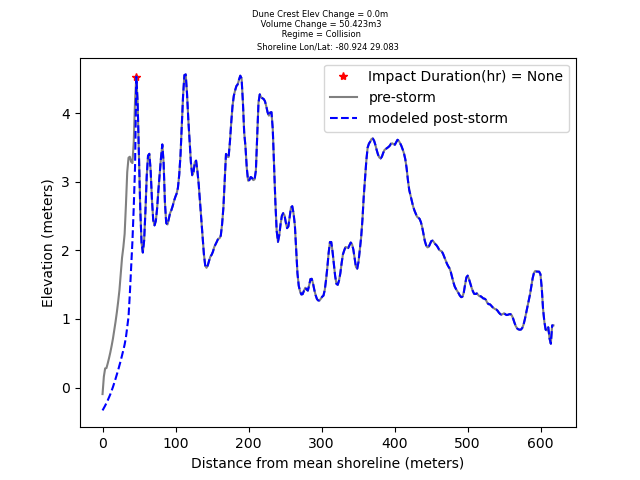 Dune Crest Elev Change = 0.0m
Volume Change = 50.423m3
Regime = Collision
Shoreline Lon/Lat: -80.924 29.083
Impact Duration(hr) = None
pre-storm
modeled post-storm
4
3
2
1
0
Elevation (meters)
0 100 200 300 400 500 600
Distance from mean shoreline (meters)